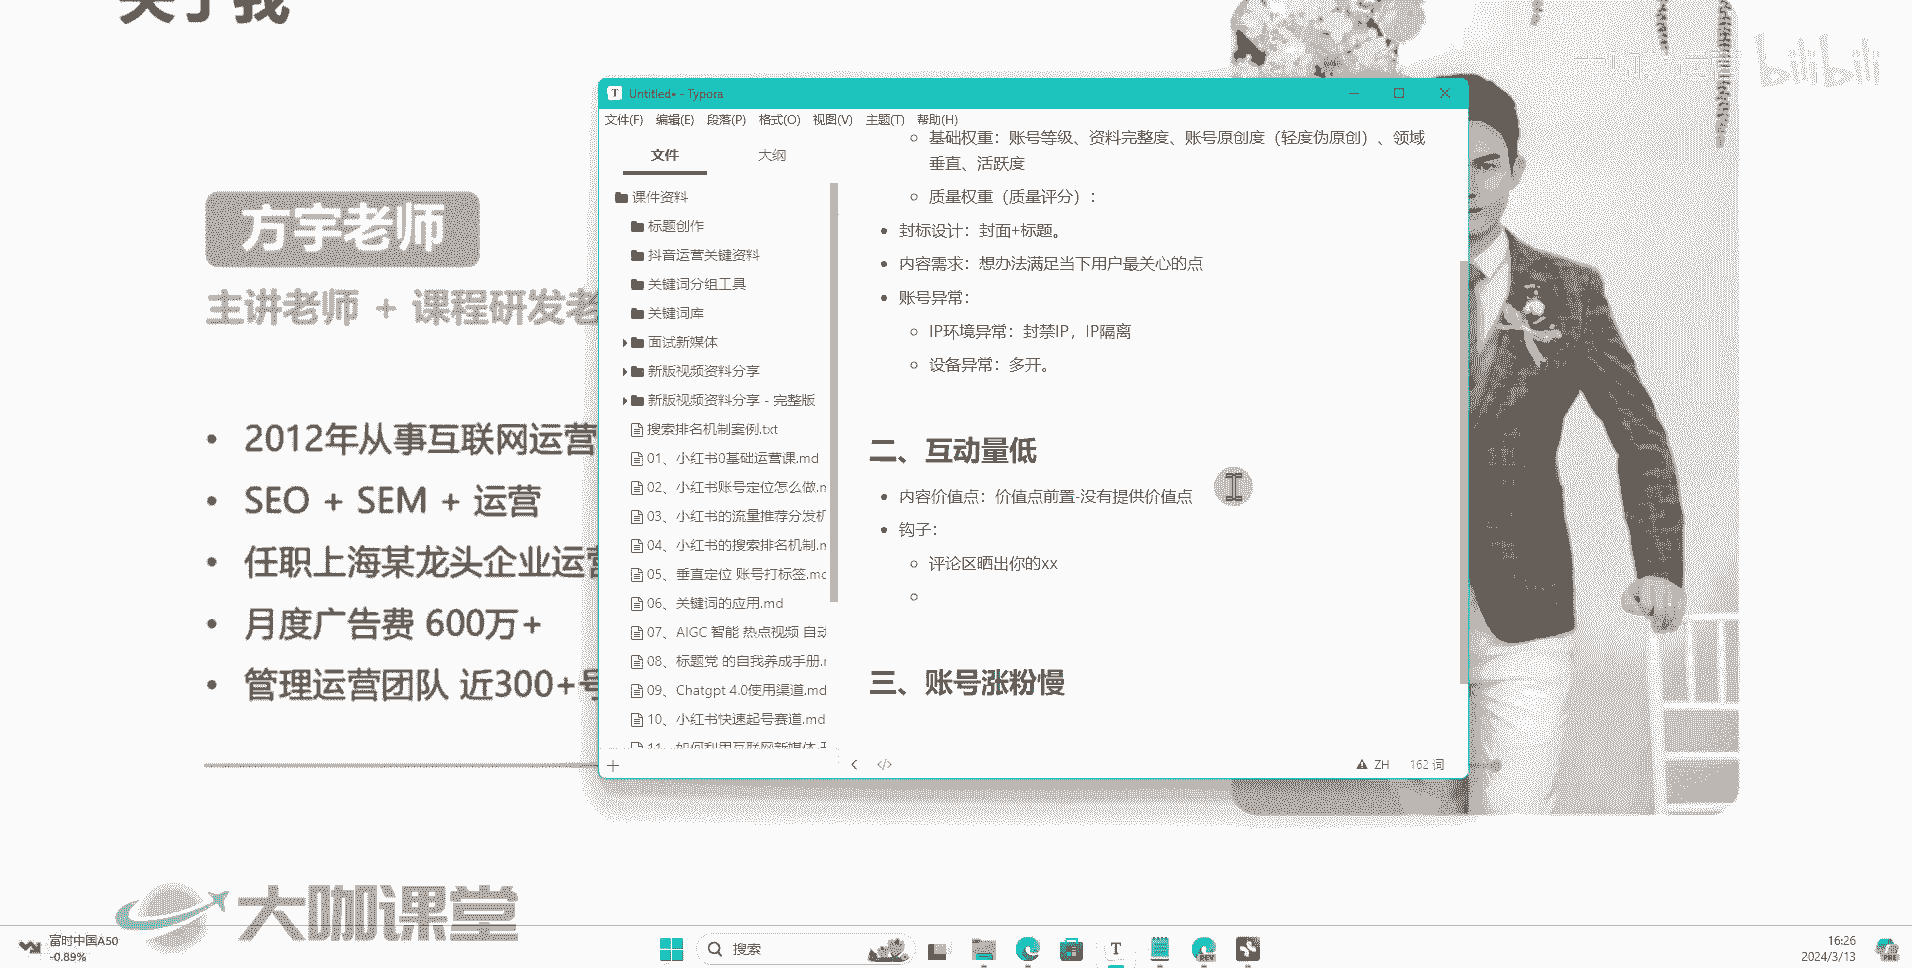 关于我
bilibili
方宇老师
主讲老师 + 课程研发老
2012年从事互联网运营
SEO + SEM + 运营
任职上海某龙头企业运营
月度广告费 600万+
管理运营团队 近300+号
大咖课堂
Untitled• - Typora
文件(F) 编辑(E) 段落(P) 格式(O) 视图(V) 主题(T) 帮助(H)
文件 大纲
课件资料
标题创作
抖音运营关键资料
关键词分组工具
关键词库
面试新媒体
新版视频资料分享
新版视频资料分享 - 完整版
搜索排名机制案例.txt
01、小红书0基础运营课.md
02、小红书账号定位怎么做.m
03、小红书的流量推荐分发机
04、小红书的搜索排名机制.m
05、垂直定位 账号打标签.md
06、关键词的应用.md
07、AIGC 智能 热点视频 自动
08、标题党 的自我养成手册.m
09、Chatgpt 4.0使用渠道.md
10、小红书快速起号赛道.md
11、如何利用互联网新媒体
基础权重：账号等级、资料完整度、账号原创度（轻度伪原创）、领域
垂直、活跃度
质量权重（质量评分）：
封标设计：封面+标题。
内容需求：想办法满足当下用户最关心的点
账号异常：
IP环境异常：封禁IP，IP隔离
设备异常：多开。
二、互动量低
内容价值点：价值点前置-没有提供价值点
钩子：
评论区晒出你的xx
三、账号涨粉慢
ZH 162 词
富时中国A50
-0.89%
搜索
T
REV
16:26
2024/3/13
PRE